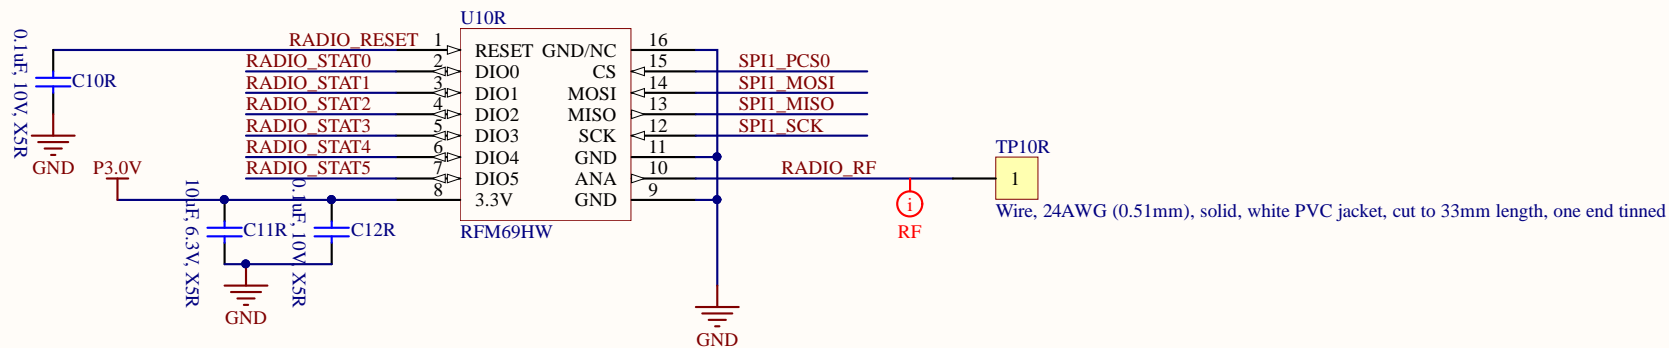 U10R
RADIO_RESET 1 RESET GND/NC 16
RADIO_STAT0 2 DIO0 CS 15 SPI1_PCS0
RADIO_STAT1 3 DIO1 MOSI 14 SPI1_MOSI
RADIO_STAT2 4 DIO2 MISO 13 SPI1_MISO
RADIO_STAT3 5 DIO3 SCK 12 SPI1_SCK
RADIO_STAT4 6 DIO4 GND 11
RADIO_STAT5 7 DIO5 ANA 10 RADIO_RF
8 3.3V GND 9
RFM69HW
C10R
0.1uF, 10V, X5R
GND
P3.0V
C11R
10uF, 6.3V, X5R
C12R
0.1uF, 10V, X5R
GND
GND
i
RF
TP10R
1
Wire, 24AWG (0.51mm), solid, white PVC jacket, cut to 33mm length, one end tinned